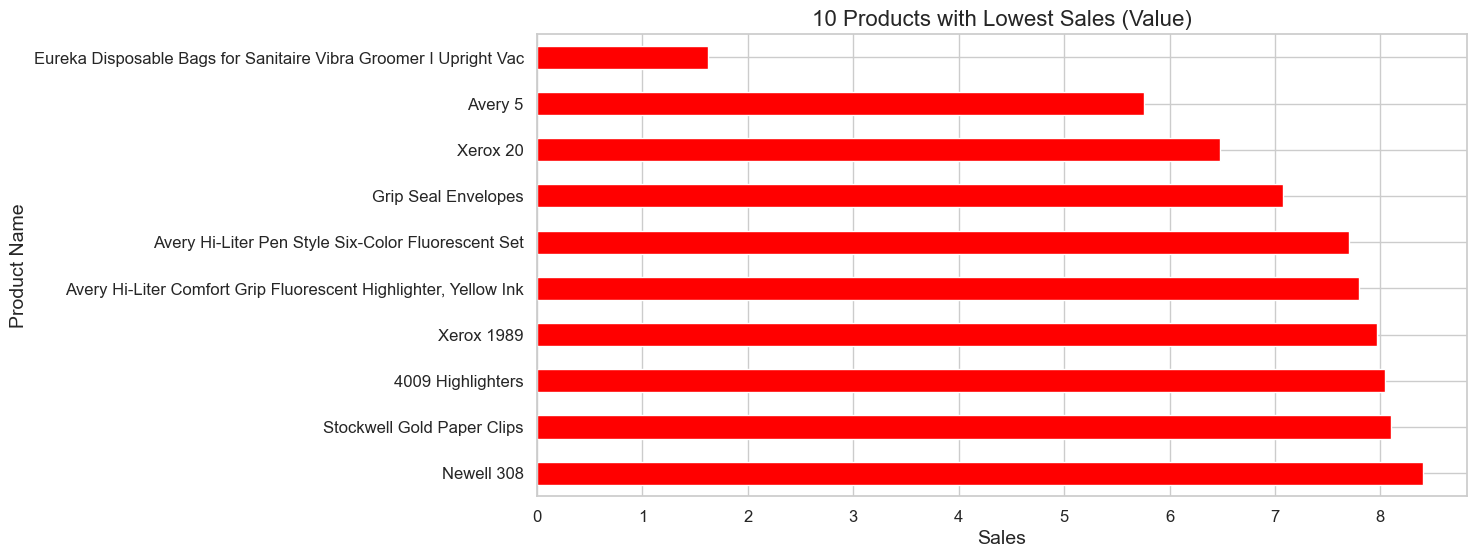 10 Products with Lowest Sales (Value)
Eureka Disposable Bags for Sanitaire Vibra Groomer I Upright Vac
Avery 5
Xerox 20
Grip Seal Envelopes
Avery Hi-Liter Pen Style Six-Color Fluorescent Set
Avery Hi-Liter Comfort Grip Fluorescent Highlighter, Yellow Ink
Xerox 1989
4009 Highlighters
Stockwell Gold Paper Clips
Newell 308
Product Name
0 1 2 3 4 5 6 7 8
Sales